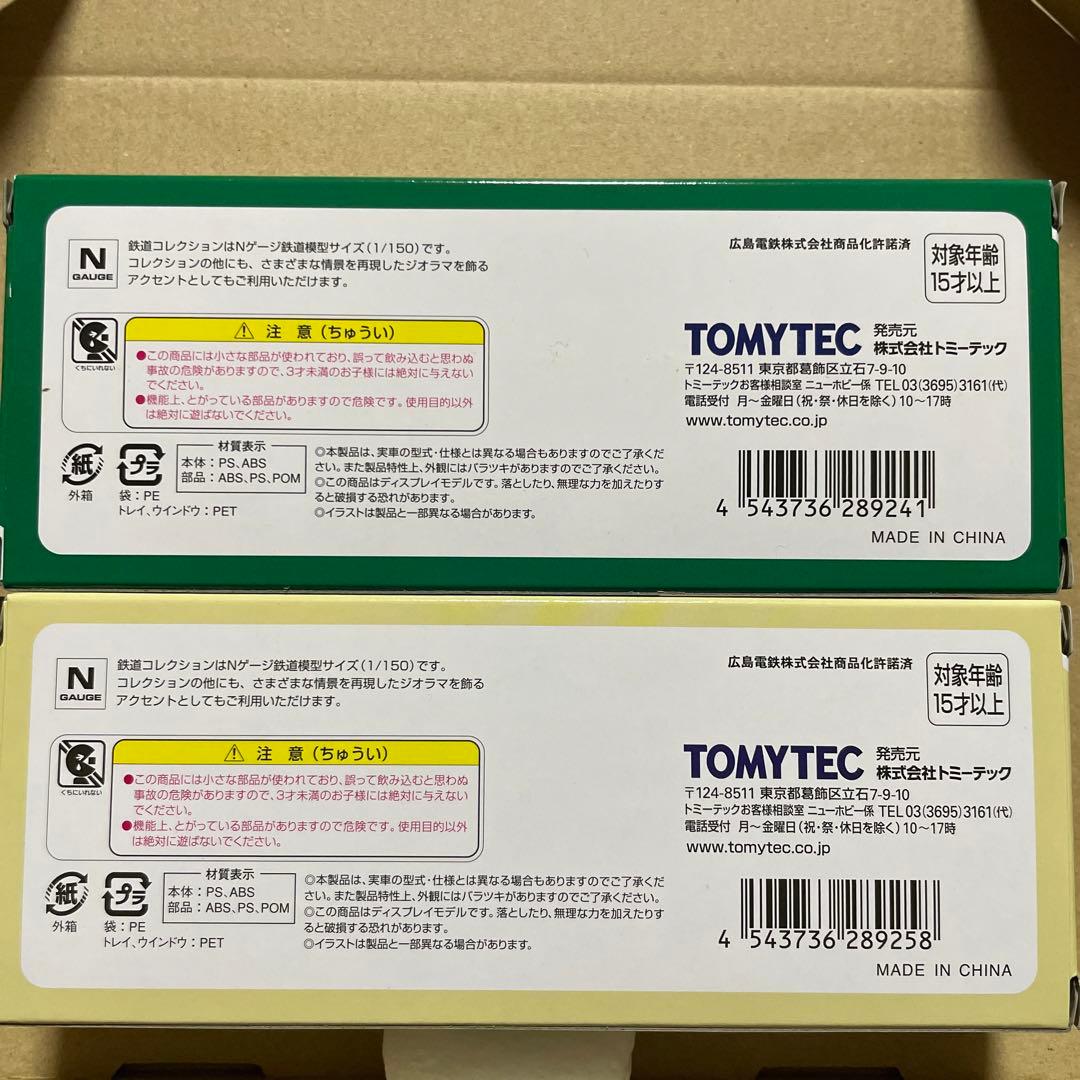 N
GAUGE
鉄道コレクションはNゲージ鉄道模型サイズ(1/150)です。
コレクションの他にも、さまざまな情景を再現したジオラマを飾る
アクセントとしてもご利用いただけます。
広島電鉄株式会社商品化許諾済
対象年齢
15才以上
くちにいれない
⚠ 注 意 (ちゅうい)
●この商品には小さな部品が使われており、誤って飲み込むと思わぬ
事故の危険がありますので、3才未満のお子様には絶対に与えない
でください。
●機能上、とがっている部品がありますので危険です。使用目的以外
は絶対に遊ばないでください。
TOMYTEC 発売元
株式会社トミーテック
〒124-8511 東京都葛飾区立石7-9-10
トミーテックお客様相談室 ニューホビー係 TEL 03(3695)3161(代)
電話受付 月〜金曜日(祝・祭・休日を除く)10〜17時
www.tomytec.co.jp
紙
外箱
プラ
袋:PE
トレイ、ウインドウ:PET
材質表示
本体:PS、ABS
部品:ABS、PS、POM
◎本製品は、実車の型式・仕様とは異なる場合もありますのでご了承くだ
さい。また製品特性上、外観にはバラツキがありますのでご了承ください。
◎この商品はディスプレイモデルです。落としたり、無理な力を加えたりす
ると破損する恐れがあります。
◎イラストは製品と一部異なる場合があります。
4 543736 289241
MADE IN CHINA
N
GAUGE
鉄道コレクションはNゲージ鉄道模型サイズ(1/150)です。
コレクションの他にも、さまざまな情景を再現したジオラマを飾る
アクセントとしてもご利用いただけます。
広島電鉄株式会社商品化許諾済
対象年齢
15才以上
くちにいれない
⚠ 注 意 (ちゅうい)
●この商品には小さな部品が使われており、誤って飲み込むと思わぬ
事故の危険がありますので、3才未満のお子様には絶対に与えない
でください。
●機能上、とがっている部品がありますので危険です。使用目的以外
は絶対に遊ばないでください。
TOMYTEC 発売元
株式会社トミーテック
〒124-8511 東京都葛飾区立石7-9-10
トミーテックお客様相談室 ニューホビー係 TEL 03(3695)3161(代)
電話受付 月〜金曜日(祝・祭・休日を除く)10〜17時
www.tomytec.co.jp
紙
外箱
プラ
袋:PE
トレイ、ウインドウ:PET
材質表示
本体:PS、ABS
部品:ABS、PS、POM
◎本製品は、実車の型式・仕様とは異なる場合もありますのでご了承くだ
さい。また製品特性上、外観にはバラツキがありますのでご了承ください。
◎この商品はディスプレイモデルです。落としたり、無理な力を加えたりす
ると破損する恐れがあります。
◎イラストは製品と一部異なる場合があります。
4 543736 289258
MADE IN CHINA